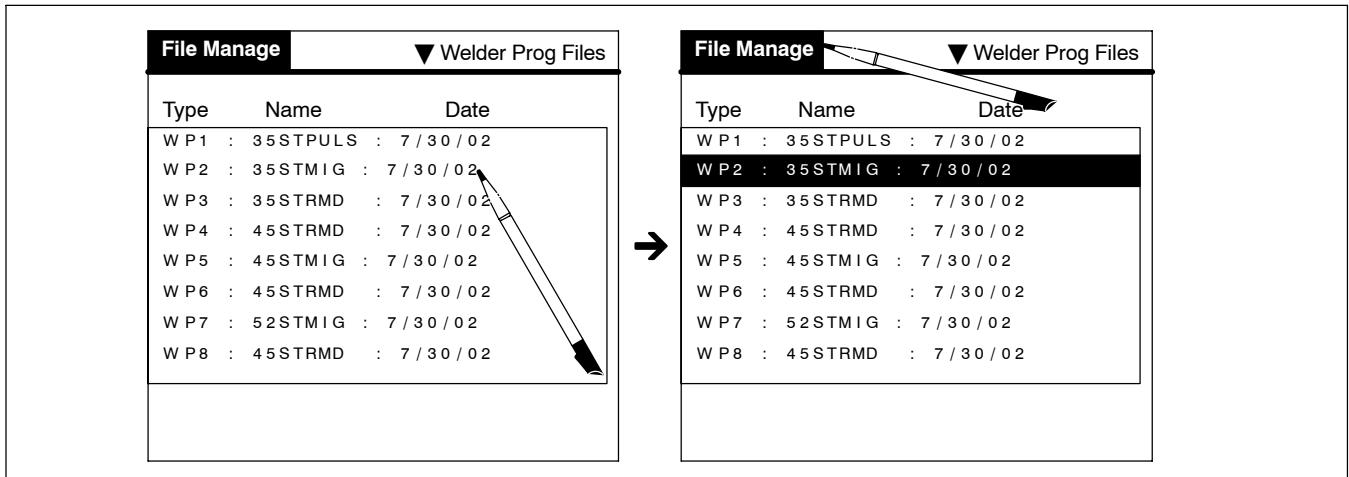 File Manage ▼ Welder Prog Files
Type Name Date
WP1 : 35STPULS : 7/30/02
WP2 : 35STMIG : 7/30/02
WP3 : 35STRMD : 7/30/02
WP4 : 45STRMD : 7/30/02
WP5 : 45STMIG : 7/30/02
WP6 : 45STRMD : 7/30/02
WP7 : 52STMIG : 7/30/02
WP8 : 45STRMD : 7/30/02
➔
File Manage ▼ Welder Prog Files
Type Name Date
WP1 : 35STPULS : 7/30/02
WP2 : 35STMIG : 7/30/02
WP3 : 35STRMD : 7/30/02
WP4 : 45STRMD : 7/30/02
WP5 : 45STMIG : 7/30/02
WP6 : 45STRMD : 7/30/02
WP7 : 52STMIG : 7/30/02
WP8 : 45STRMD : 7/30/02